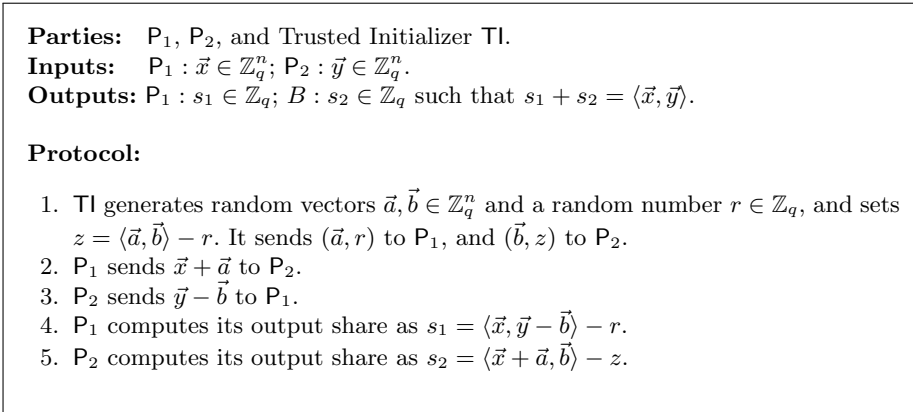 Parties: P₁, P₂, and Trusted Initializer TI.
Inputs: P₁ : x⃗ ∈ ℤ_q^n; P₂ : y⃗ ∈ ℤ_q^n.
Outputs: P₁ : s₁ ∈ ℤ_q; B : s₂ ∈ ℤ_q such that s₁ + s₂ = ⟨x⃗, y⃗⟩.
Protocol:
1. TI generates random vectors a⃗, b⃗ ∈ ℤ_q^n and a random number r ∈ ℤ_q, and sets
z = ⟨a⃗, b⃗⟩ − r. It sends (a⃗, r) to P₁, and (b⃗, z) to P₂.
2. P₁ sends x⃗ + a⃗ to P₂.
3. P₂ sends y⃗ − b⃗ to P₁.
4. P₁ computes its output share as s₁ = ⟨x⃗, y⃗ − b⃗⟩ − r.
5. P₂ computes its output share as s₂ = ⟨x⃗ + a⃗, b⃗⟩ − z.